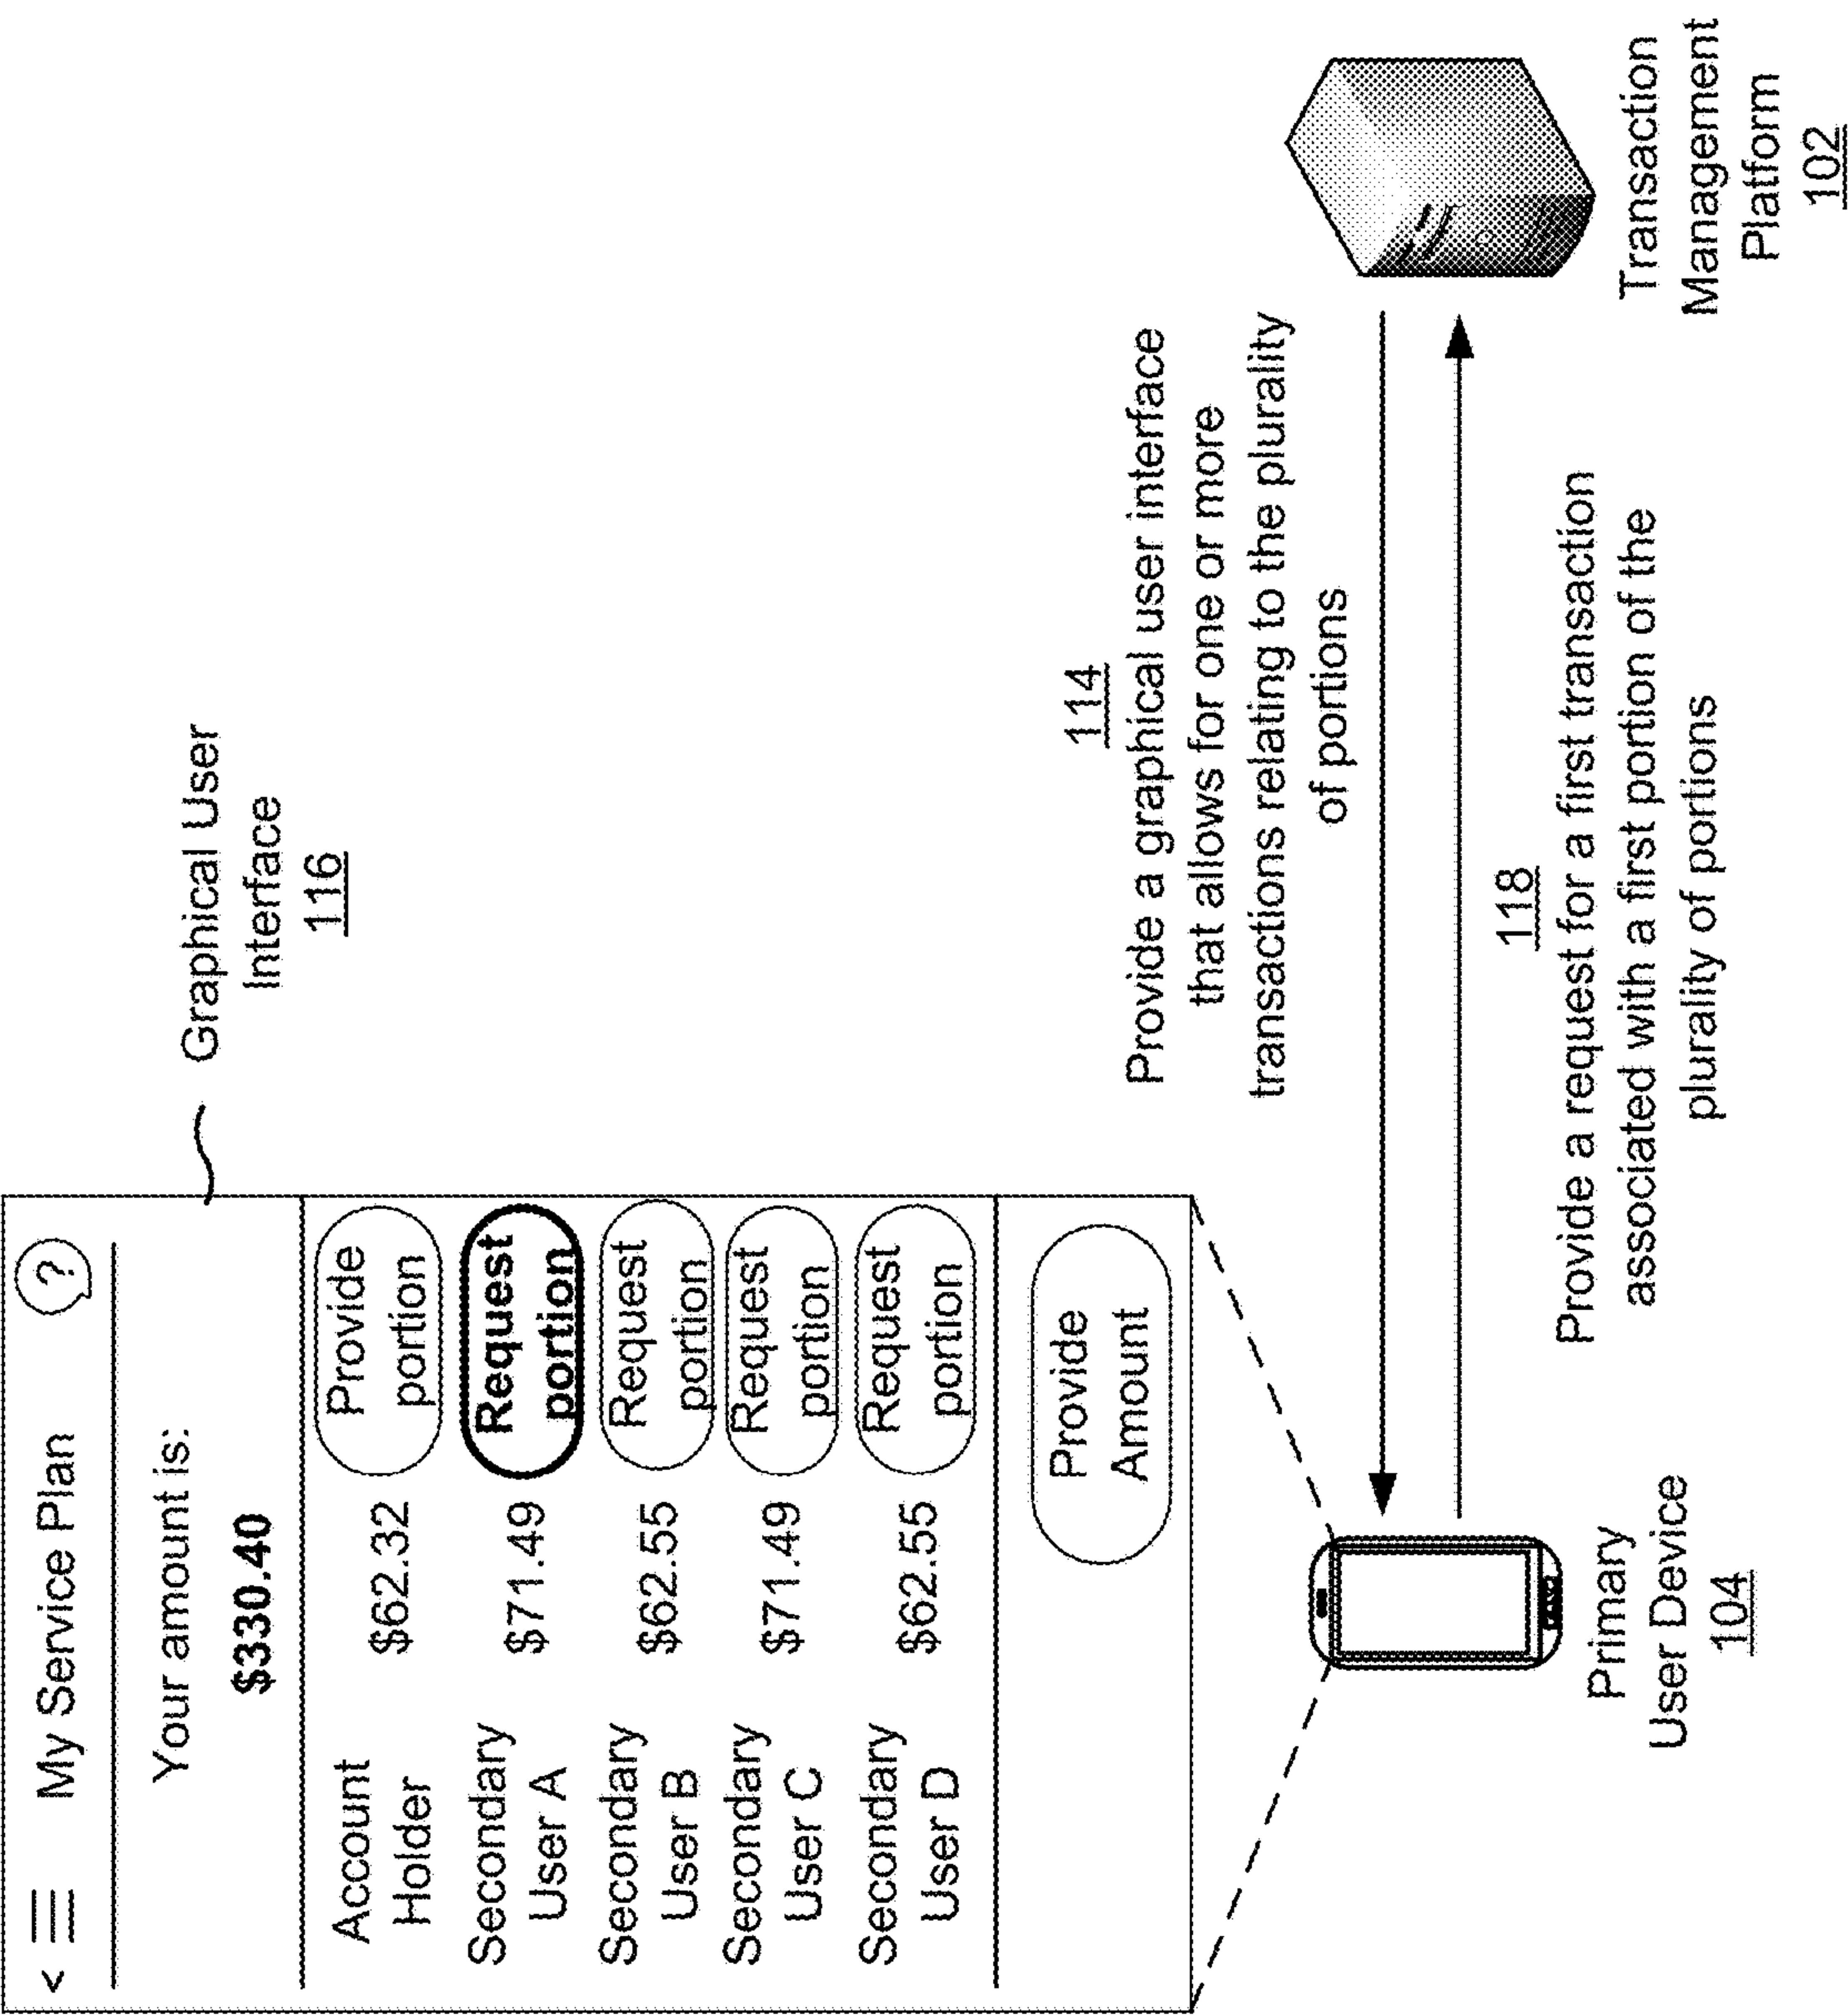 < My Service Plan ?
Your amount is:
$330.40
Account
Holder
$62.32
Provide
portion
Secondary
User A
$71.49
Request
portion
Secondary
User B
$62.55
Request
portion
Secondary
User C
$71.49
Request
portion
Secondary
User D
$62.55
Request
portion
Provide
Amount
Graphical User
Interface
116
114
Provide a graphical user interface
that allows for one or more
transactions relating to the plurality
of portions
118
Provide a request for a first transaction
associated with a first portion of the
plurality of portions
Primary
User Device
104
Transaction
Management
Platform
102